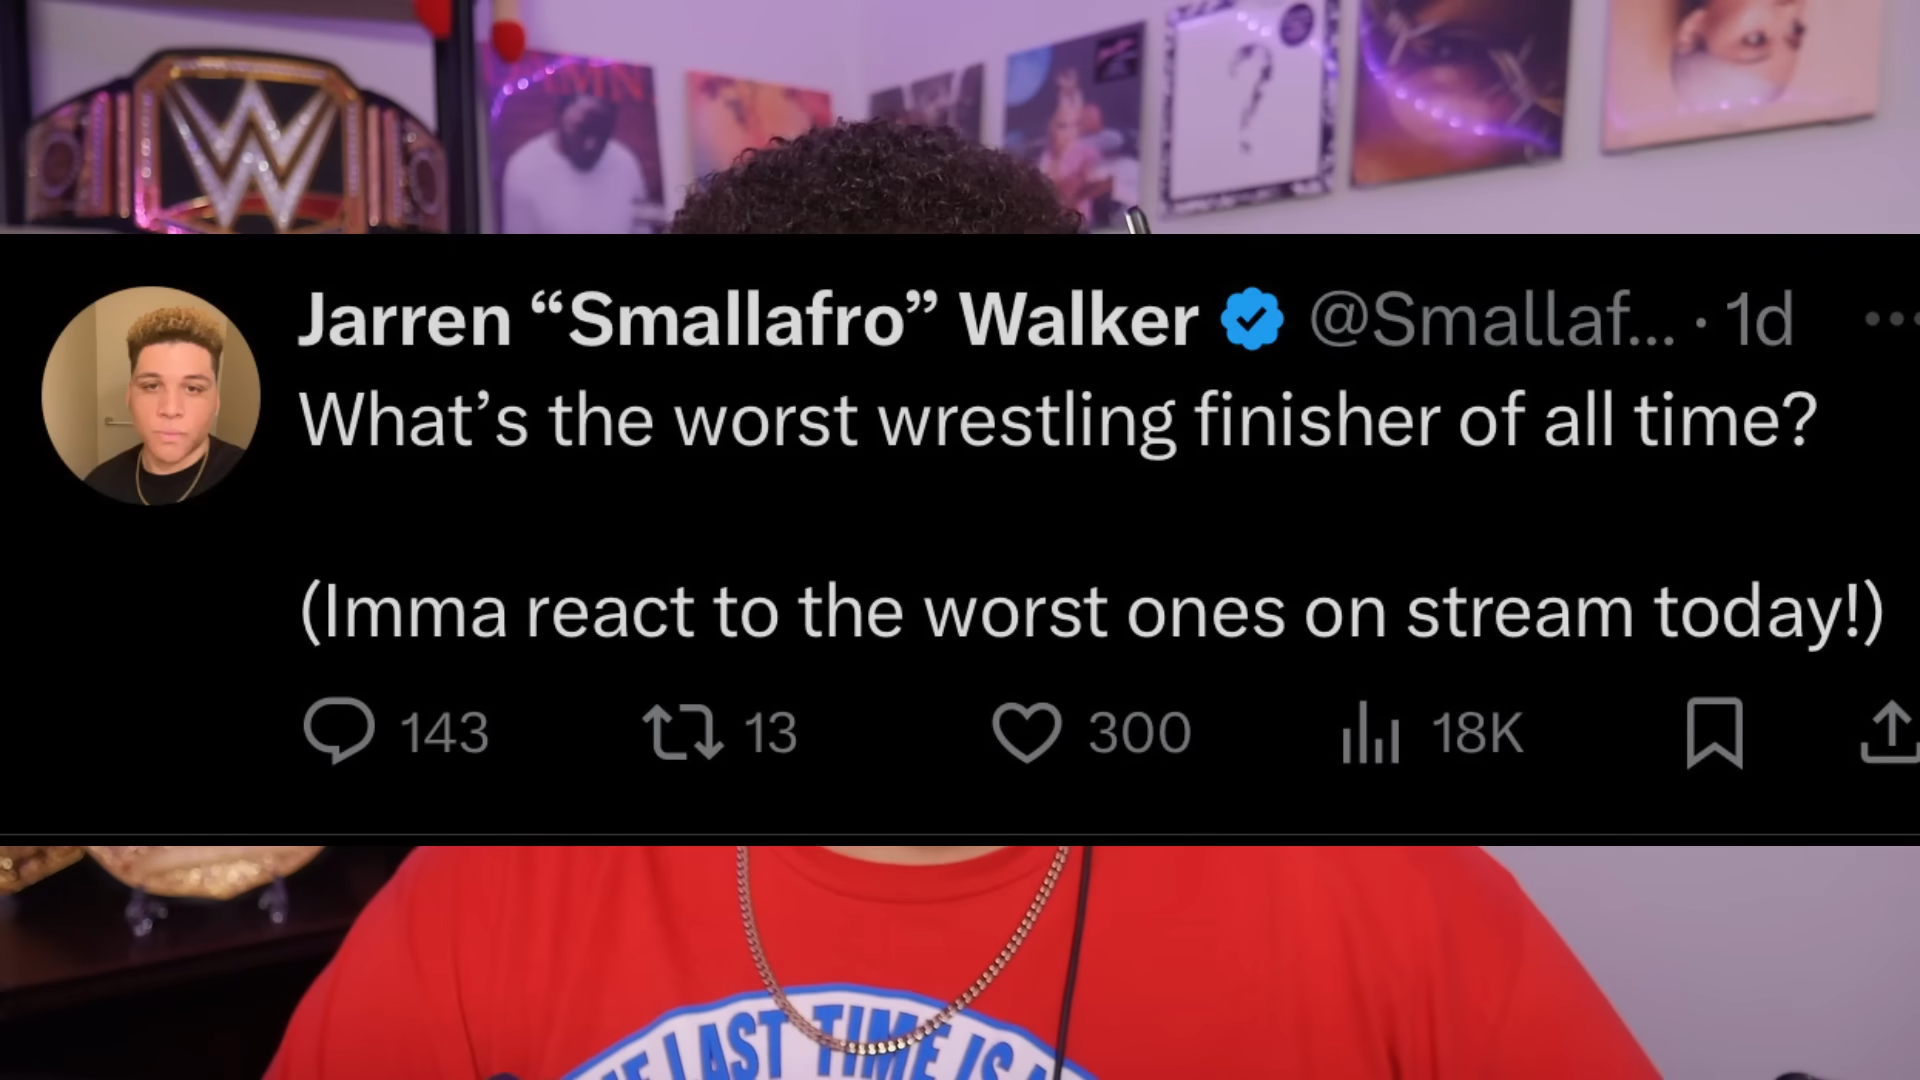 W
DAMN.
?
Jarren “Smallafro” Walker @Smallaf... · 1d
What’s the worst wrestling finisher of all time?
(Imma react to the worst ones on stream today!)
143 13 300 18K
LAST TIME IS